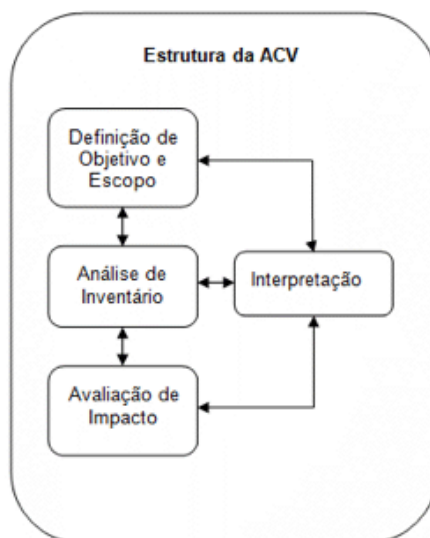 Estrutura da ACV
Definição de
Objetivo e
Escopo
Análise de
Inventário
Interpretação
Avaliação de
Impacto